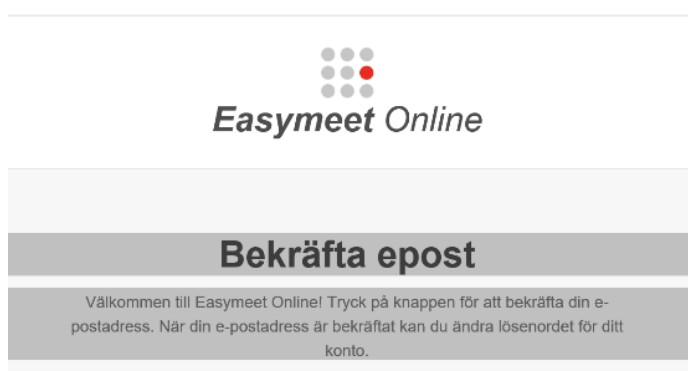 Easymeet Online
Bekräfta epost
Välkommen till Easymeet Online! Tryck på knappen för att bekräfta din e-
postadress. När din e-postadress är bekräftat kan du ändra lösenordet för ditt
konto.